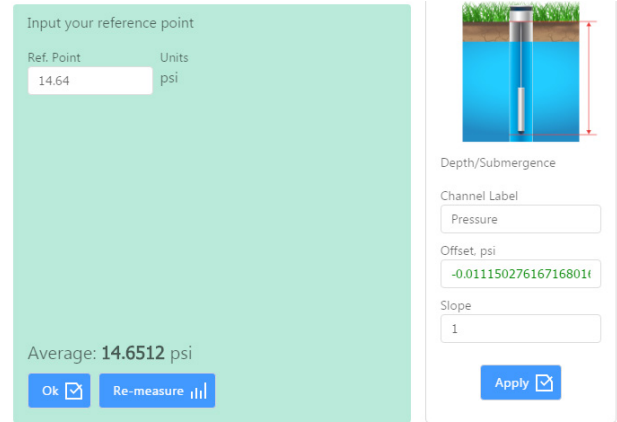 Input your reference point
Ref. Point
Units
14.64
psi
Average: 14.6512 psi
Ok
Re-measure
Depth/Submergence
Channel Label
Pressure
Offset, psi
-0.01115027616716801
Slope
1
Apply